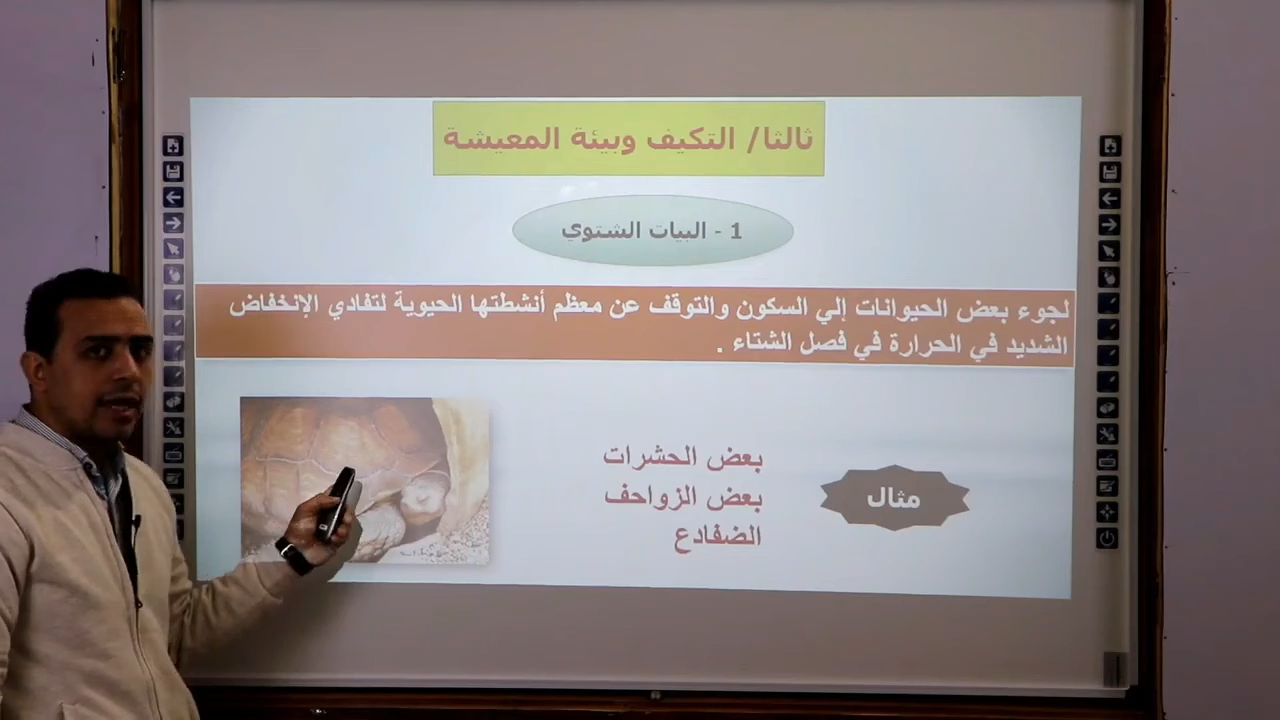 ثالثا/ التكيف وبيئة المعيشة
1 - البيات الشتوي
لجوء بعض الحيوانات إلي السكون والتوقف عن معظم أنشطتها الحيوية لتفادي الإنخفاض
الشديد في الحرارة في فصل الشتاء .
مثال
بعض الحشرات
بعض الزواحف
الضفادع